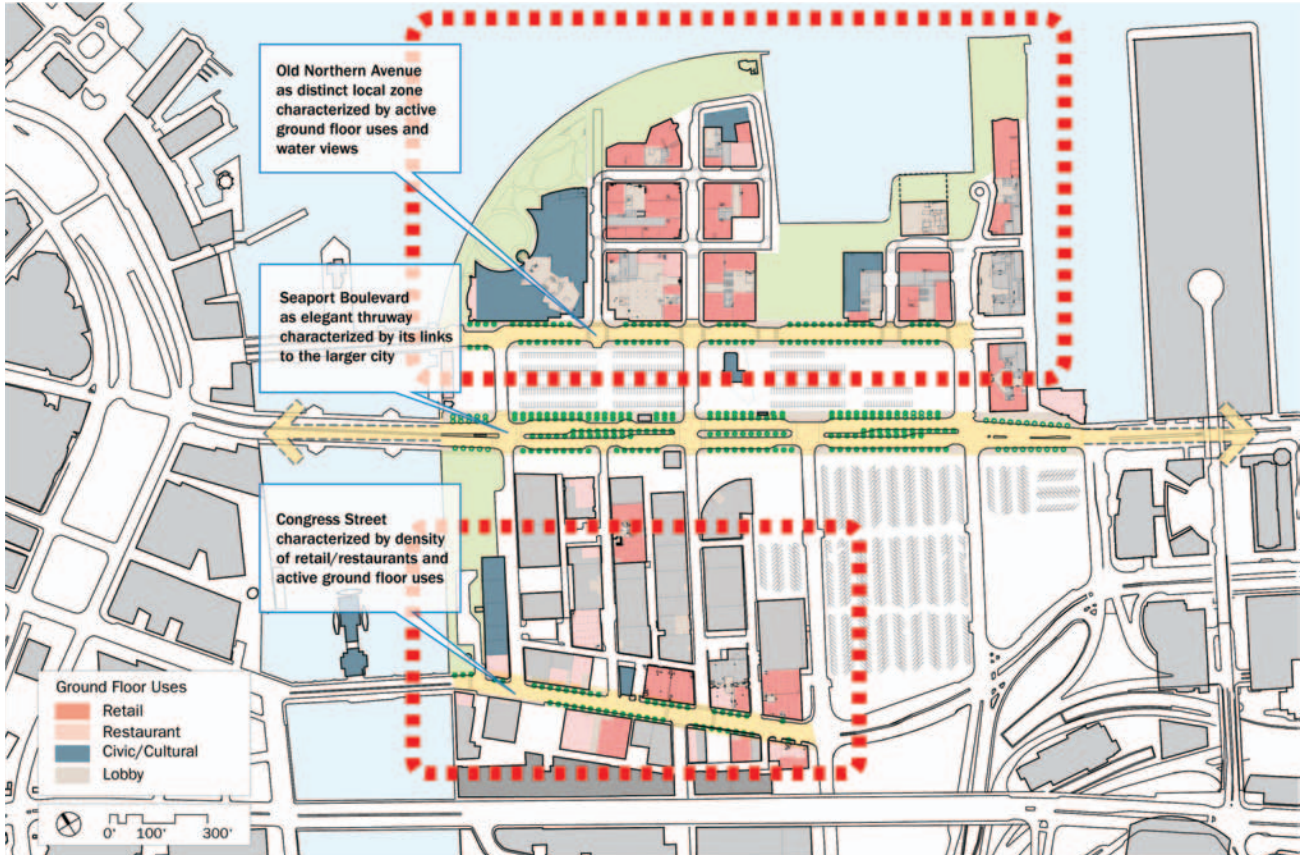 Old Northern Avenue
as distinct local zone
characterized by active
ground floor uses and
water views
Seaport Boulevard
as elegant thruway
characterized by its links
to the larger city
Congress Street
characterized by density
of retail/restaurants and
active ground floor uses
Ground Floor Uses
Retail
Restaurant
Civic/Cultural
Lobby
0' 100' 300'